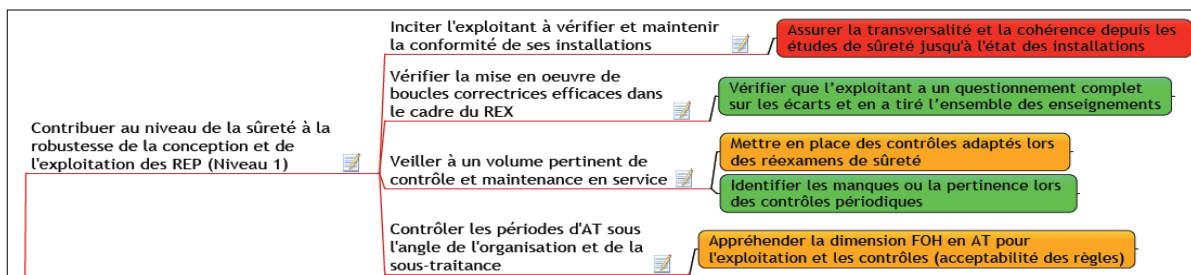 Contribuer au niveau de la sûreté à la
robustesse de la conception et de
l'exploitation des REP (Niveau 1)
Inciter l'exploitant à vérifier et maintenir
la conformité de ses installations
Assurer la transversalité et la cohérence depuis les
études de sûreté jusqu'à l'état des installations
Vérifier la mise en oeuvre de
boucles correctrices efficaces dans
le cadre du REX
Vérifier que l’exploitant a un questionnement complet
sur les écarts et en a tiré l’ensemble des enseignements
Veiller à un volume pertinent de
contrôle et maintenance en service
Mettre en place des contrôles adaptés lors
des réexamens de sûreté
Identifier les manques ou la pertinence lors
des contrôles périodiques
Contrôler les périodes d'AT sous
l'angle de l'organisation et de la
sous-traitance
Appréhender la dimension FOH en AT pour
l'exploitation et les contrôles (acceptabilité des règles)